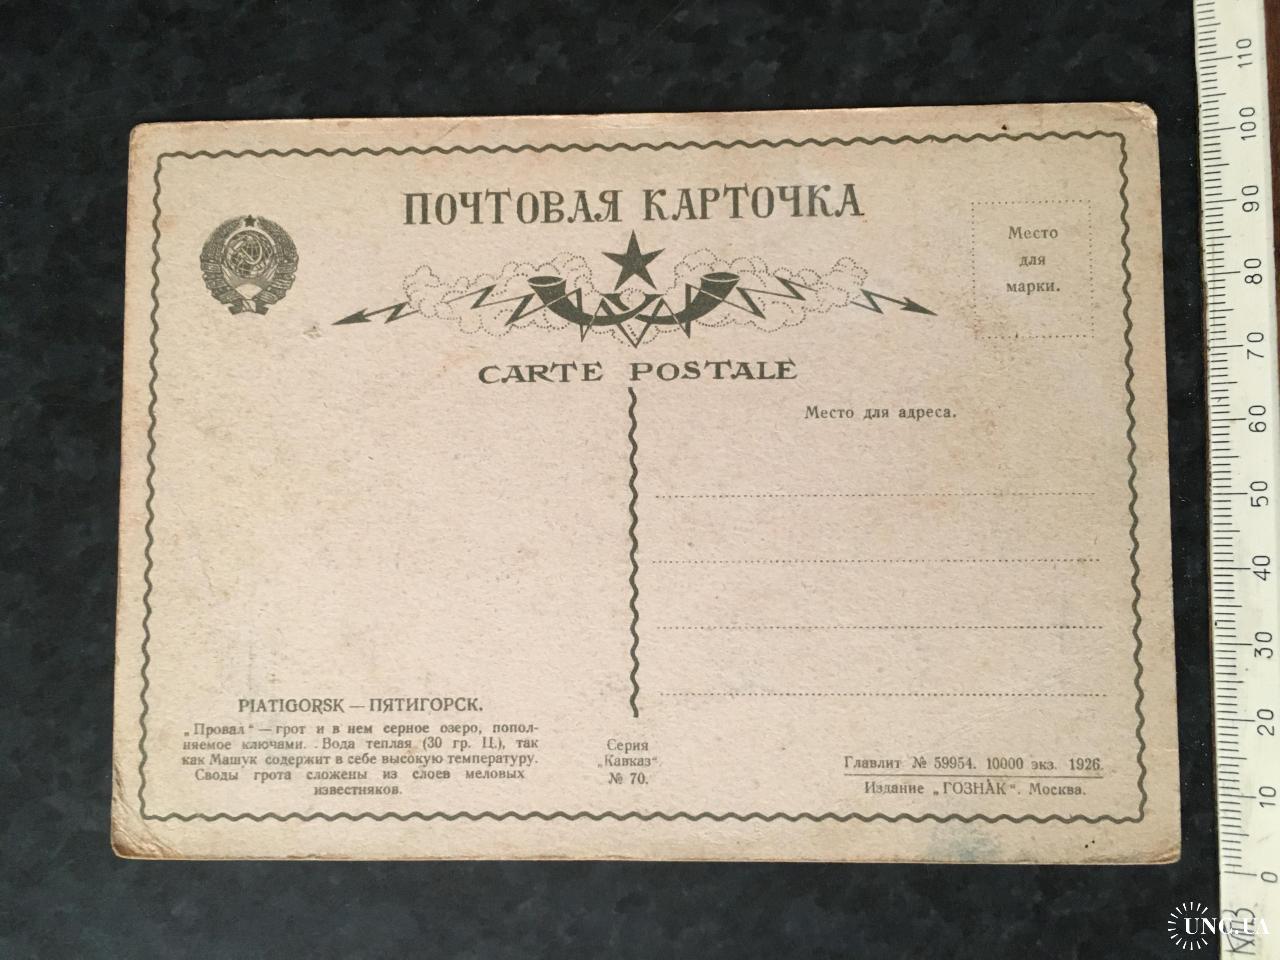 ПОЧТОВАЯ КАРТОЧКА
Место
для
марки.
CARTE POSTALE
Место для адреса.
PIATIGORSK — ПЯТИГОРСК.
„Провал“ — грот и в нем серное озеро, попол-
няемое ключами. Вода теплая (30 гр. Ц.), так
как Машук содержит в себе высокую температуру.
Своды грота сложены из слоев меловых
известняков.
Серия
„Кавказ“
№ 70.
Главлит № 59954. 10000 экз. 1926.
Издание „ГОЗНАК“. Москва.
110
100
90
80
70
60
50
40
30
20
10
0
UNC.UA